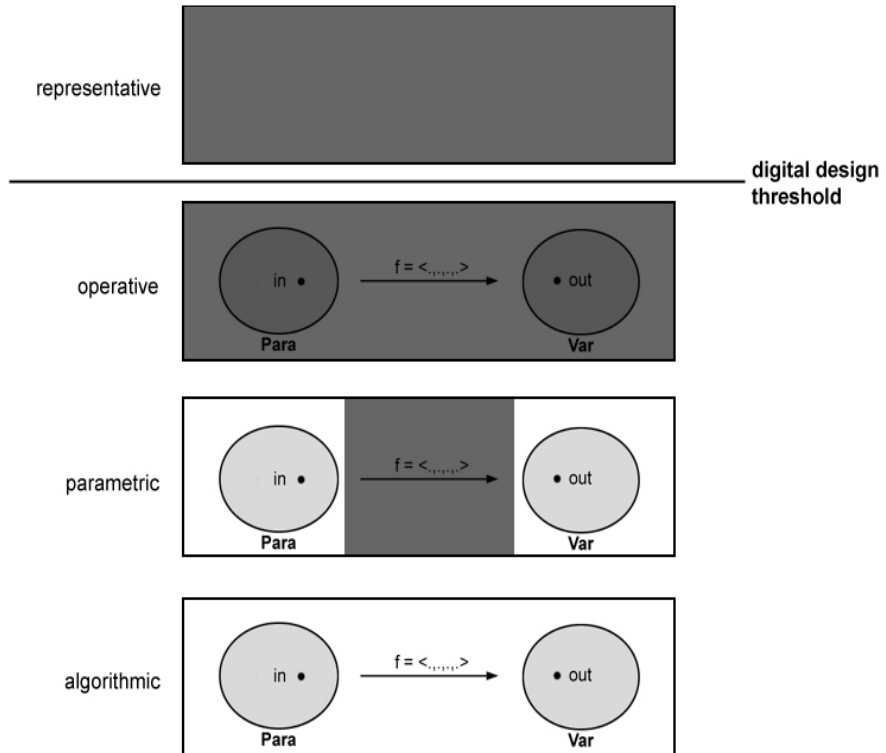 representative
digital design
threshold
operative
in
f = <.,.,.,.>
out
Para
Var
parametric
in
f = <.,.,.,.>
out
Para
Var
algorithmic
in
f = <.,.,.,.>
out
Para
Var